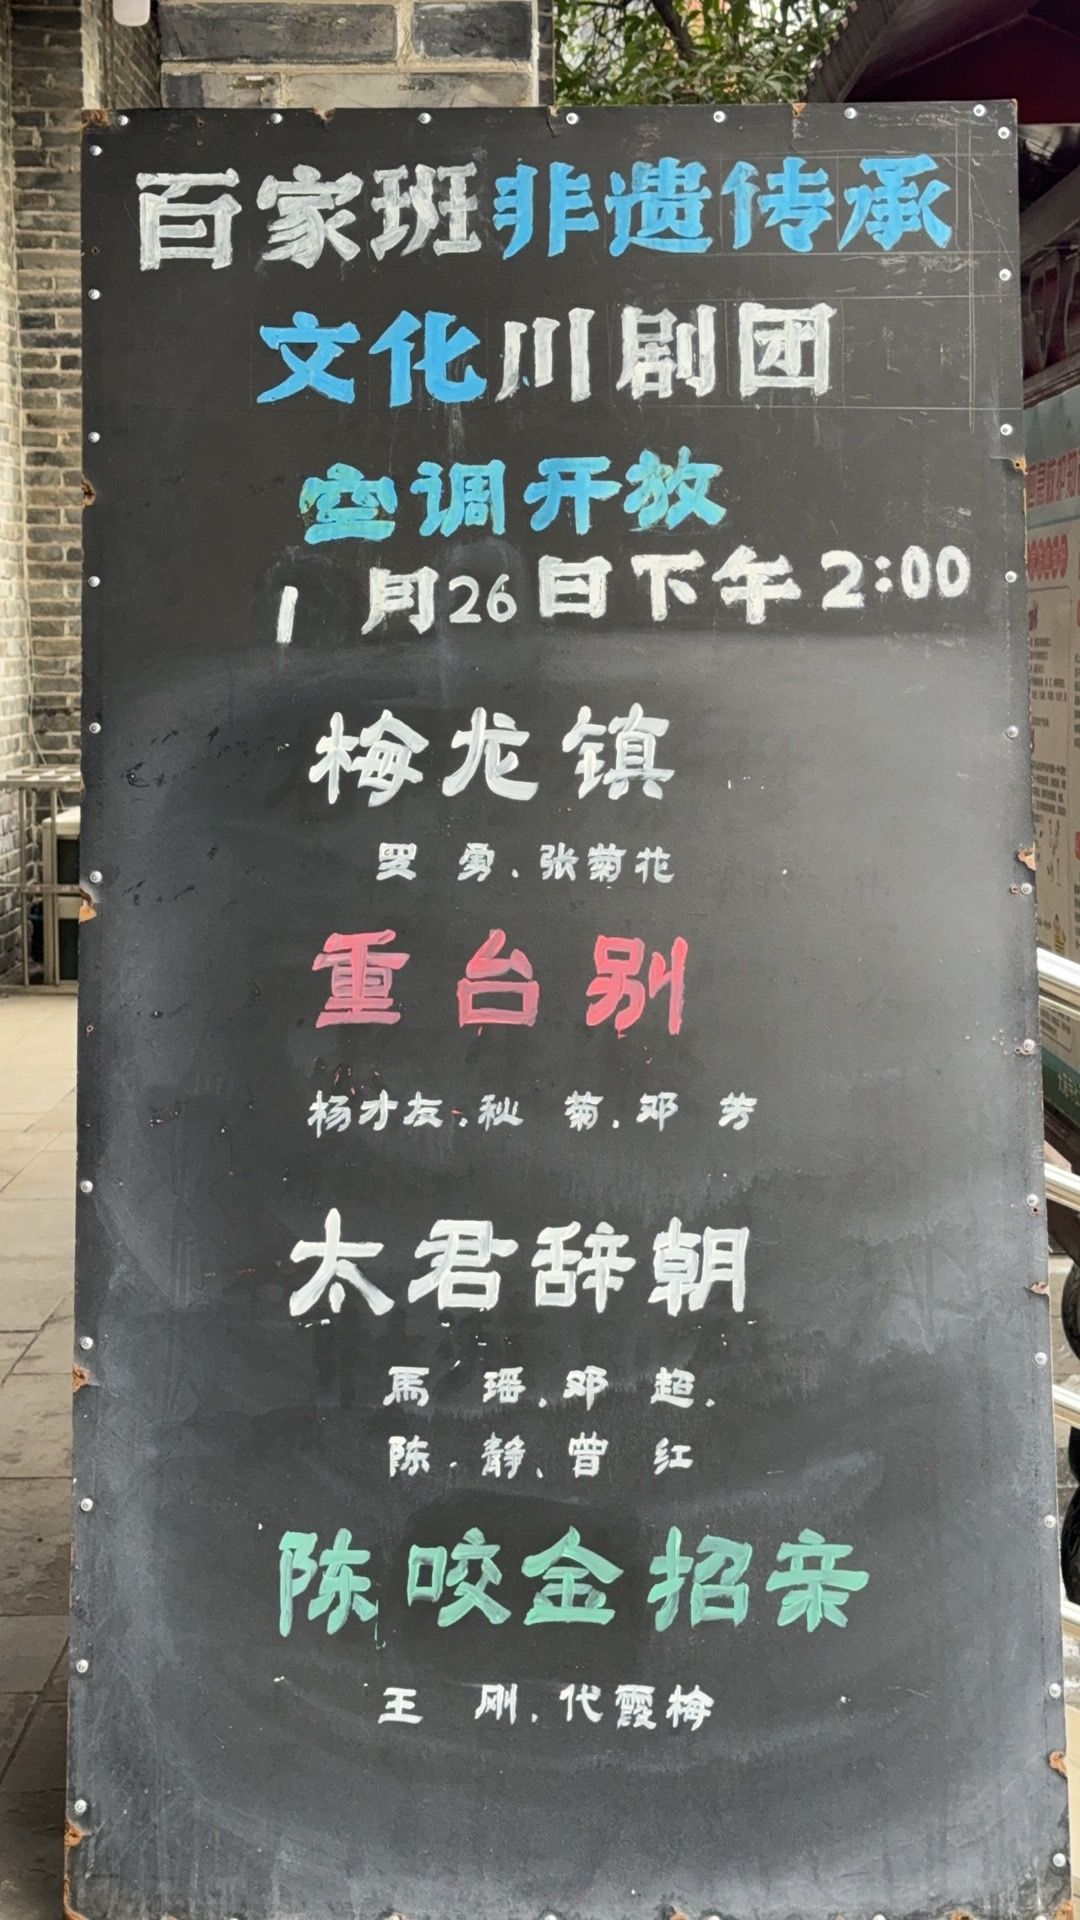 百家班非遗传承
文化川剧团
空调开放
1月26日下午2:00
梅龙镇
罗勇、张菊花
重台别
杨才友、秋菊、邓芳
太君辞朝
馬瑶、邓超、
陈静、曾红
陈咬金招亲
王刚、代霞梅